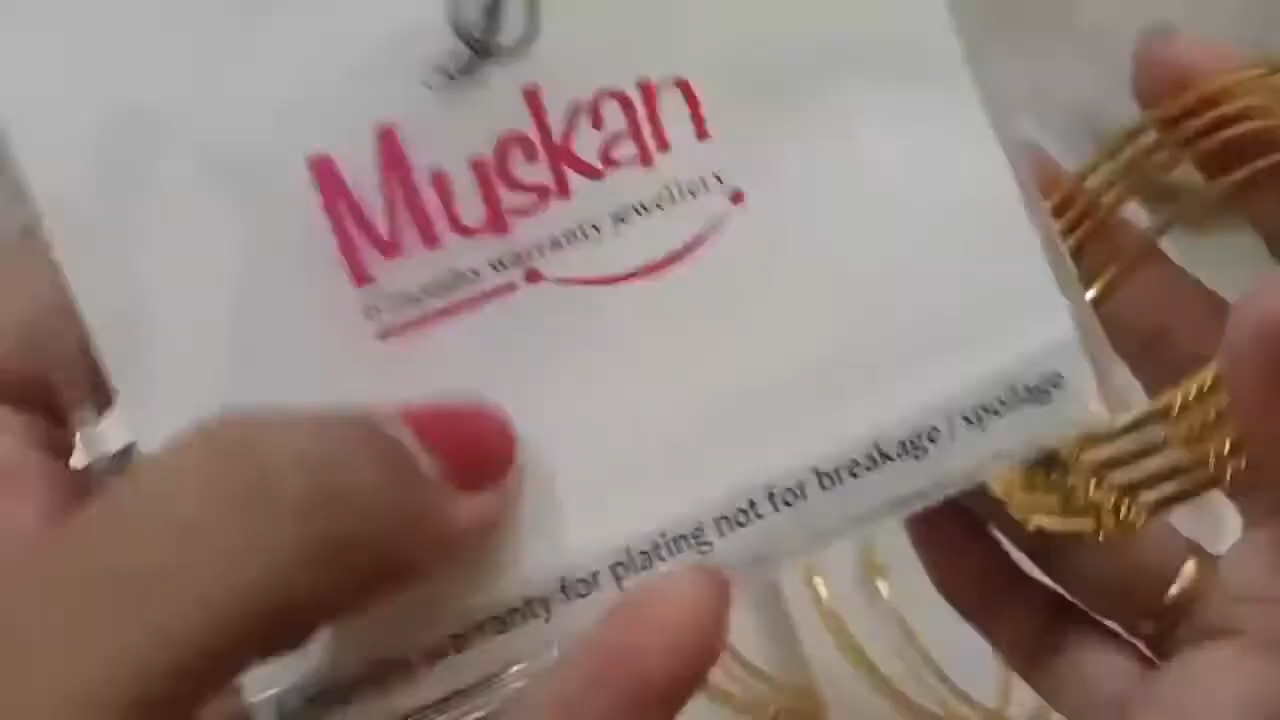 Muskan
warranty jewellery
warranty for plating not for breakage / spoilage